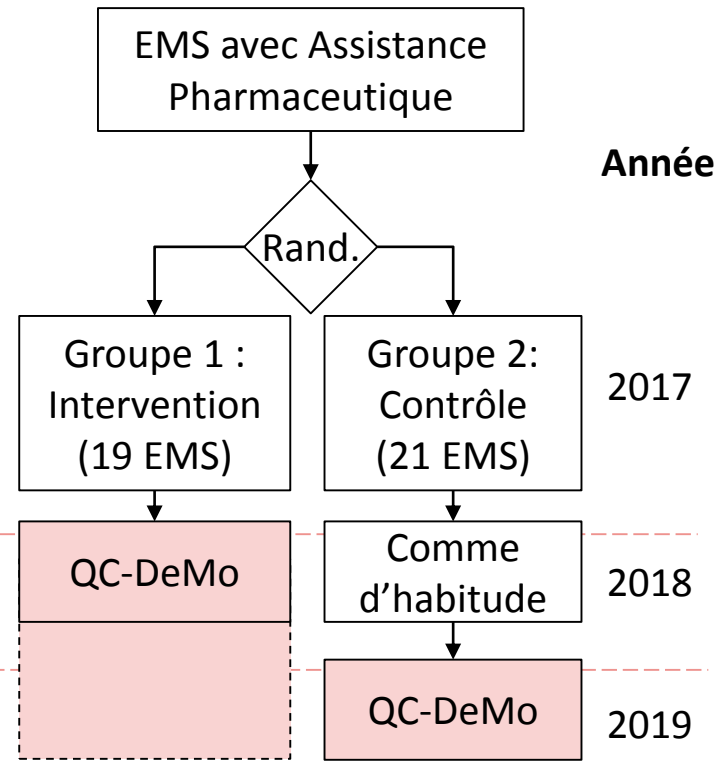 EMS avec Assistance
Pharmaceutique
Année
Rand.
Groupe 1 :
Intervention
(19 EMS)
Groupe 2:
Contrôle
(21 EMS)
2017
QC-DeMo
Comme
d'habitude
2018
QC-DeMo
2019